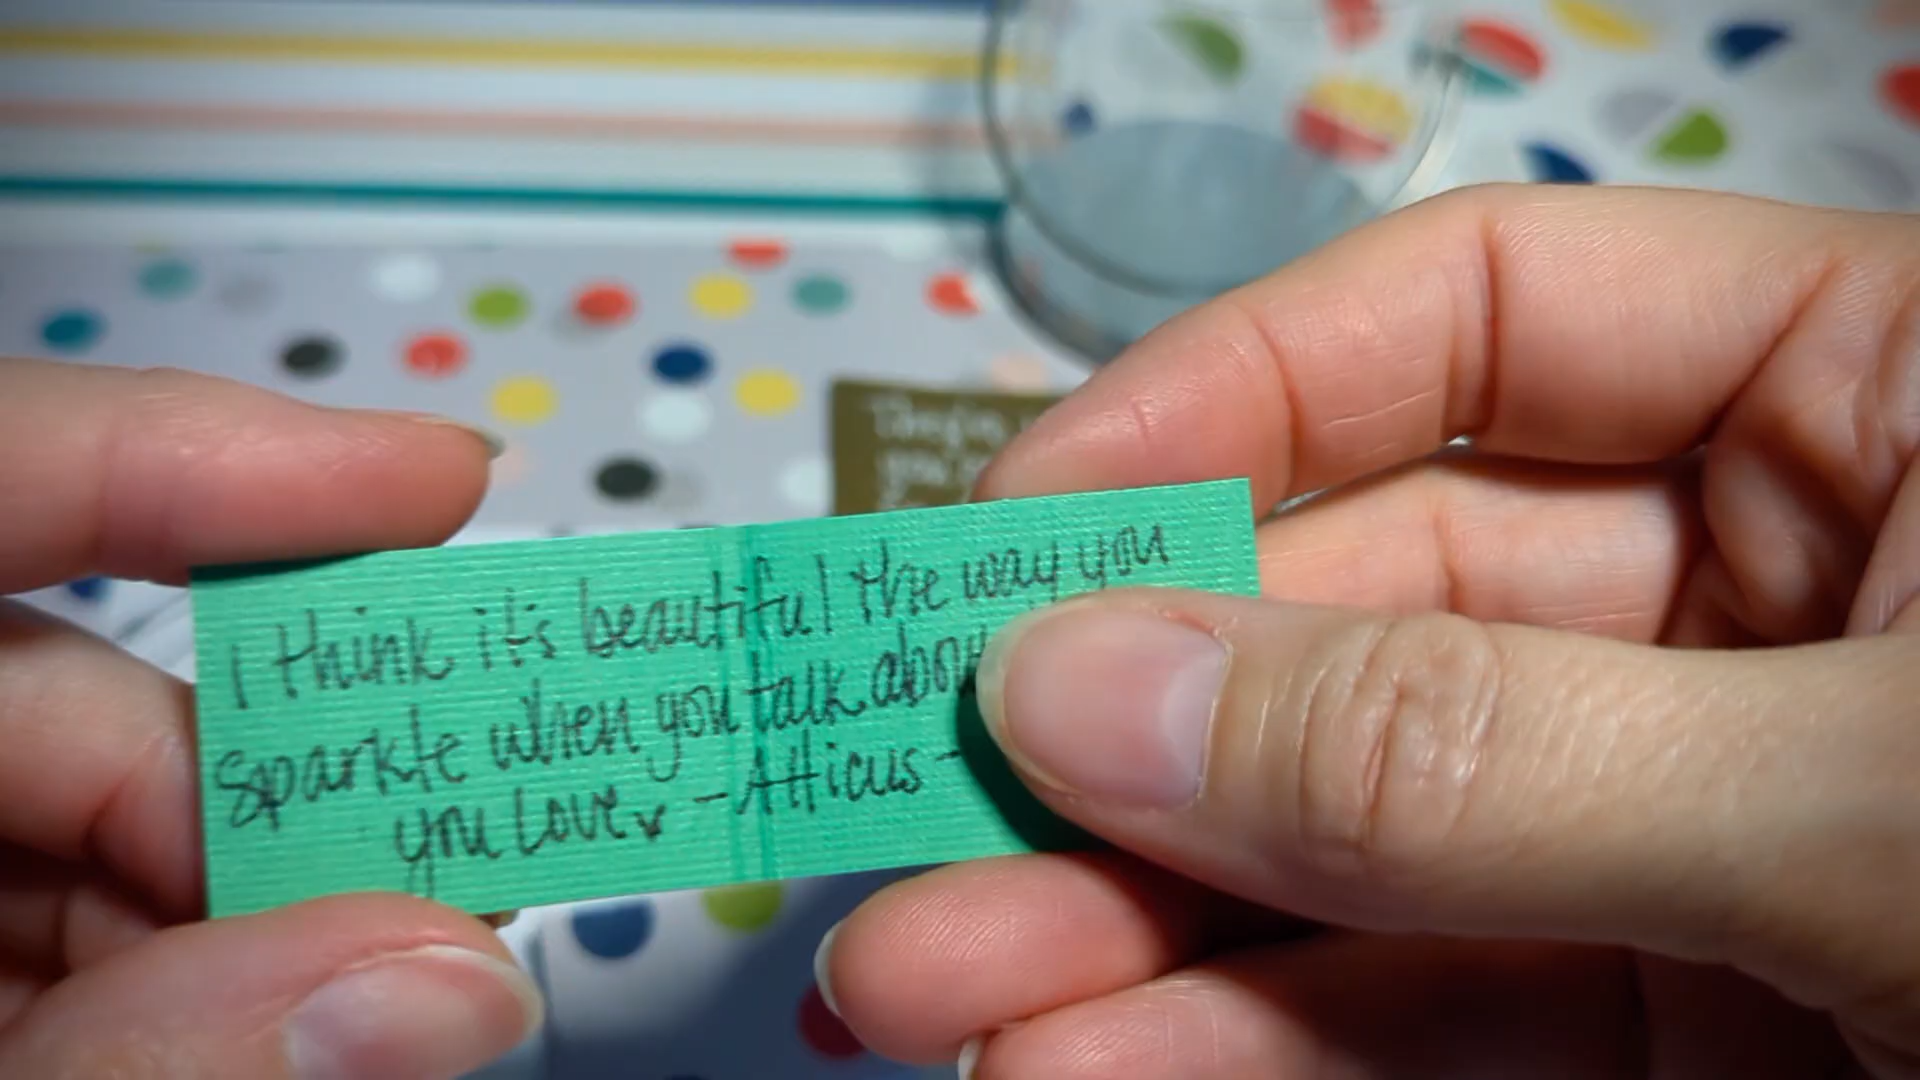 I think it's beautiful the way you
sparkle when you talk about
you love. -Atticus-